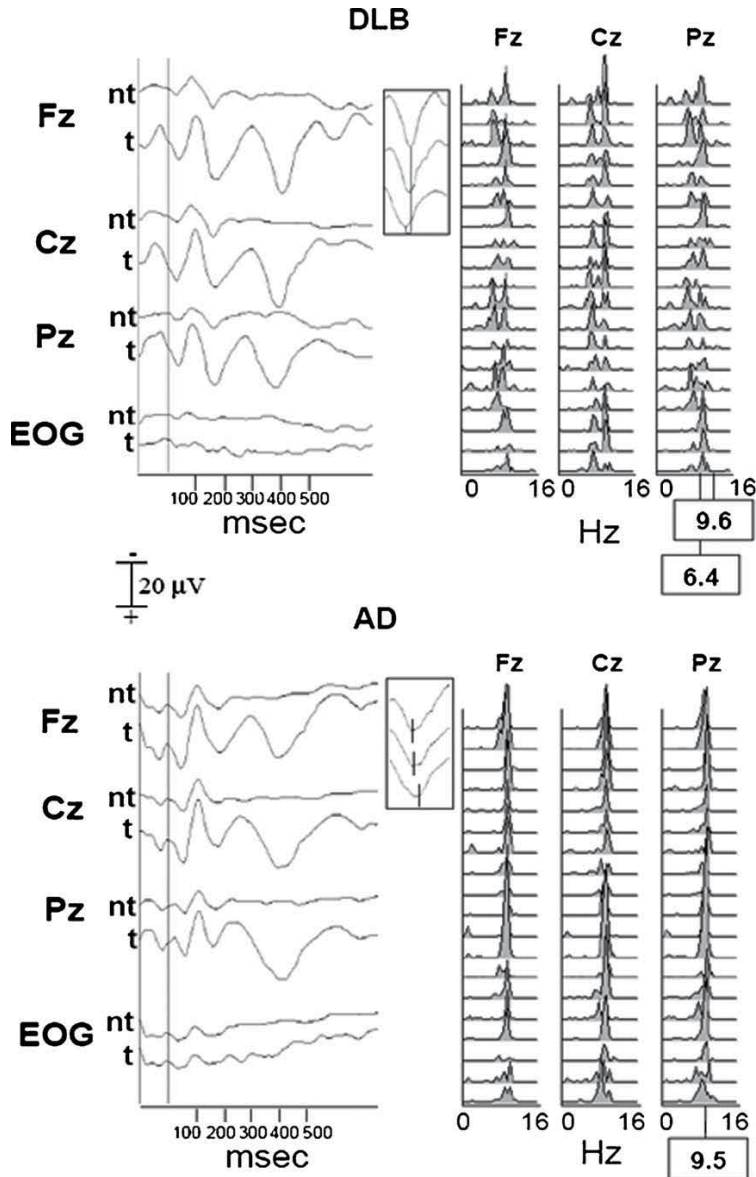 DLB
Fz Cz Pz
Fz nt
t
Cz nt
t
Pz nt
t
EOG nt
t
100 200 300 400 500
msec
0 16 0 16 0 16
Hz
9.6
6.4
-
20 µV
+
AD
Fz Cz Pz
Fz nt
t
Cz nt
t
Pz nt
t
EOG nt
t
100 200 300 400 500
msec
0 16 0 16 0 16
Hz
9.5